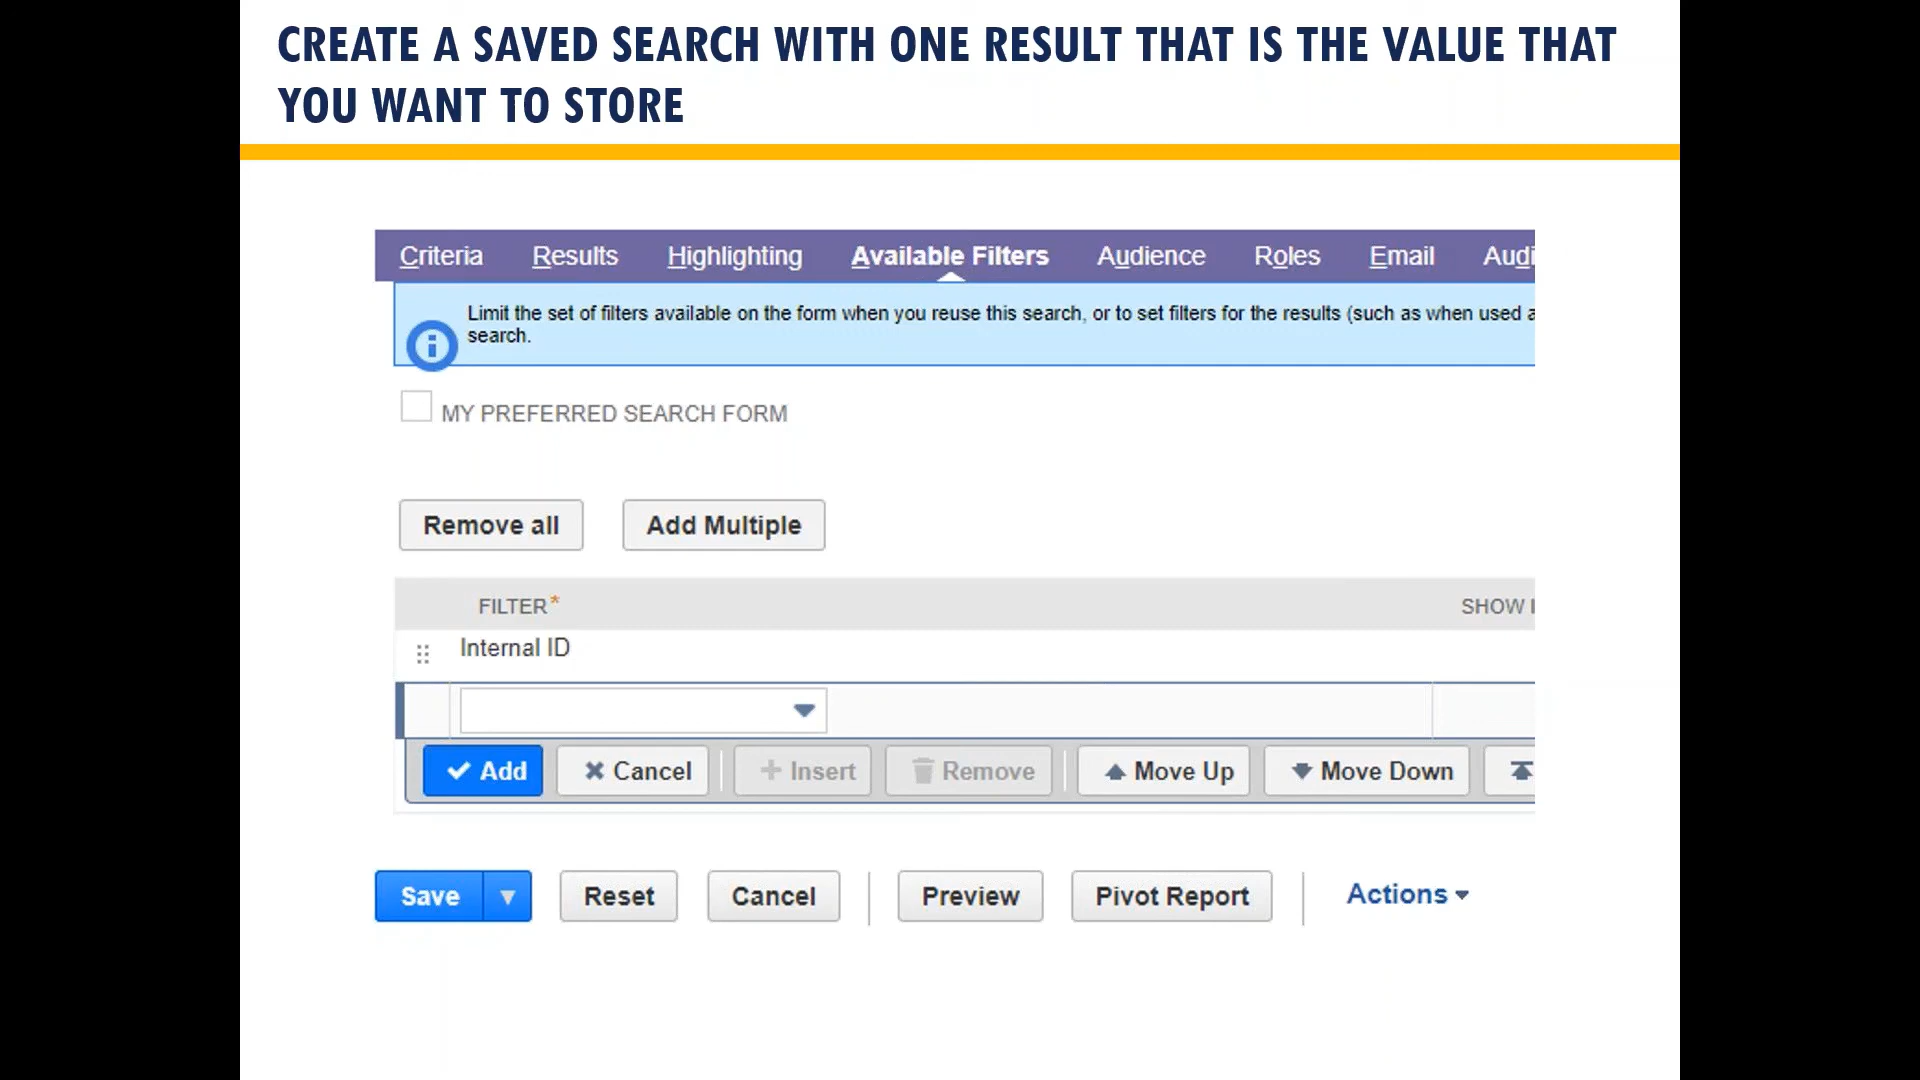 CREATE A SAVED SEARCH WITH ONE RESULT THAT IS THE VALUE THAT
YOU WANT TO STORE
Criteria Results Highlighting Available Filters Audience Roles Email Audi
Limit the set of filters available on the form when you reuse this search, or to set filters for the results (such as when used a
search.
MY PREFERRED SEARCH FORM
Remove all Add Multiple
FILTER* SHOW I
Internal ID
Add Cancel Insert Remove Move Up Move Down
Save Reset Cancel Preview Pivot Report Actions